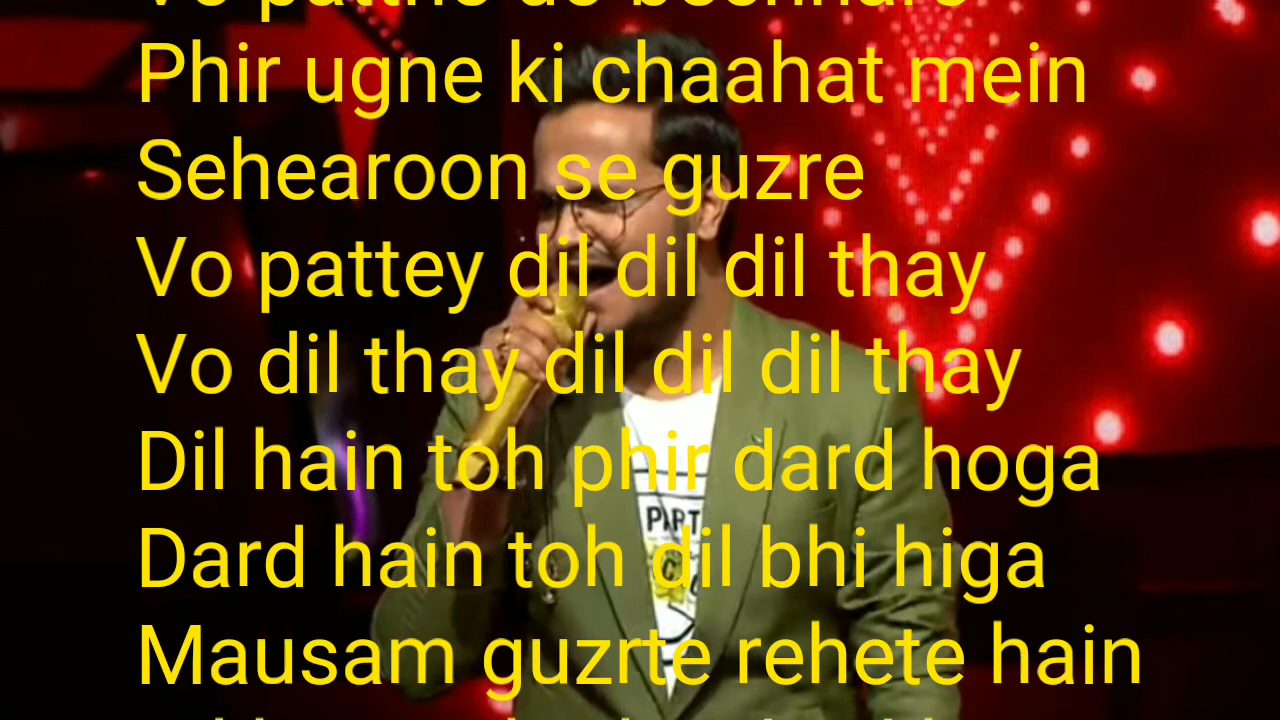 Phir ugne ki chaahat mein
Sehearoon se guzre
Vo pattey dil dil dil thay
Vo dil thay dil dil dil thay
Dil hain toh phir dard hoga
Dard hain toh dil bhi higa
Mausam guzrte rehete hain
PART